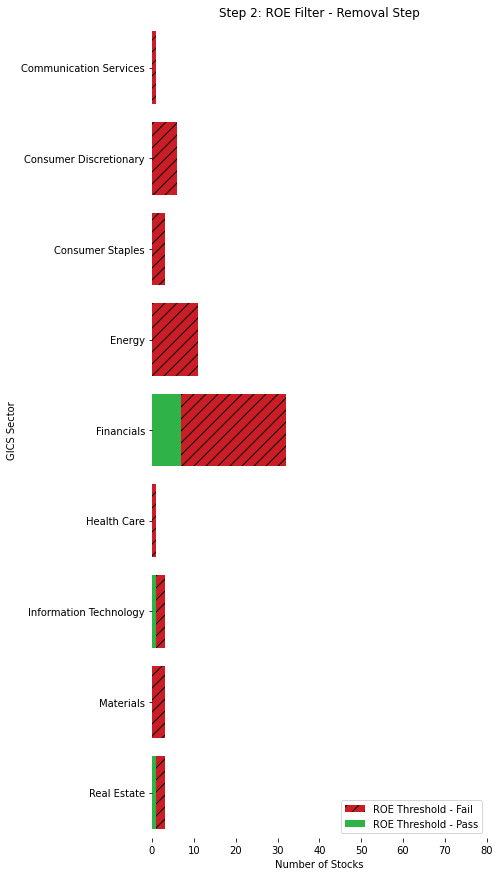 Step 2: ROE Filter - Removal Step
Communication Services
Consumer Discretionary
Consumer Staples
Energy
Financials
Health Care
Information Technology
Materials
Real Estate
GICS Sector
ROE Threshold - Fail
ROE Threshold - Pass
0 10 20 30 40 50 60 70 80
Number of Stocks